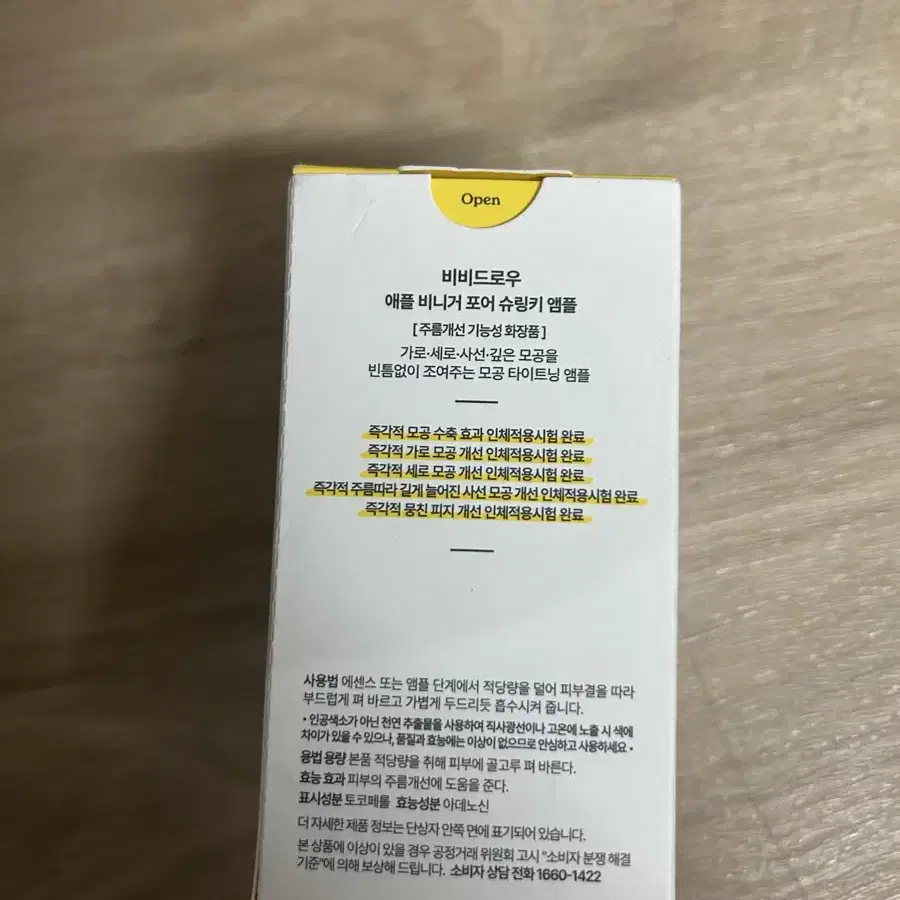 Open
비비드로우
애플 비니거 포어 슈링키 앰플
[ 주름개선 기능성 화장품 ]
가로·세로·사선·깊은 모공을
빈틈없이 조여주는 모공 타이트닝 앰플
즉각적 모공 수축 효과 인체적용시험 완료
즉각적 가로 모공 개선 인체적용시험 완료
즉각적 세로 모공 개선 인체적용시험 완료
즉각적 주름따라 길게 늘어진 사선 모공 개선 인체적용시험 완료
즉각적 뭉친 피지 개선 인체적용시험 완료
사용법 에센스 또는 앰플 단계에서 적당량을 덜어 피부결을 따라
부드럽게 펴 바르고 가볍게 두드리듯 흡수시켜 줍니다.
• 인공색소가 아닌 천연 추출물을 사용하여 직사광선이나 고온에 노출 시 색에
차이가 있을 수 있으나, 품질과 효능에는 이상이 없으므로 안심하고 사용하세요 •
용법 용량 본품 적당량을 취해 피부에 골고루 펴 바른다.
효능 효과 피부의 주름개선에 도움을 준다.
표시성분 토코페롤 효능성분 아데노신
더 자세한 제품 정보는 단상자 안쪽 면에 표기되어 있습니다.
본 상품에 이상이 있을 경우 공정거래 위원회 고시 "소비자 분쟁 해결
기준"에 의해 보상해 드립니다. 소비자 상담 전화 1660-1422